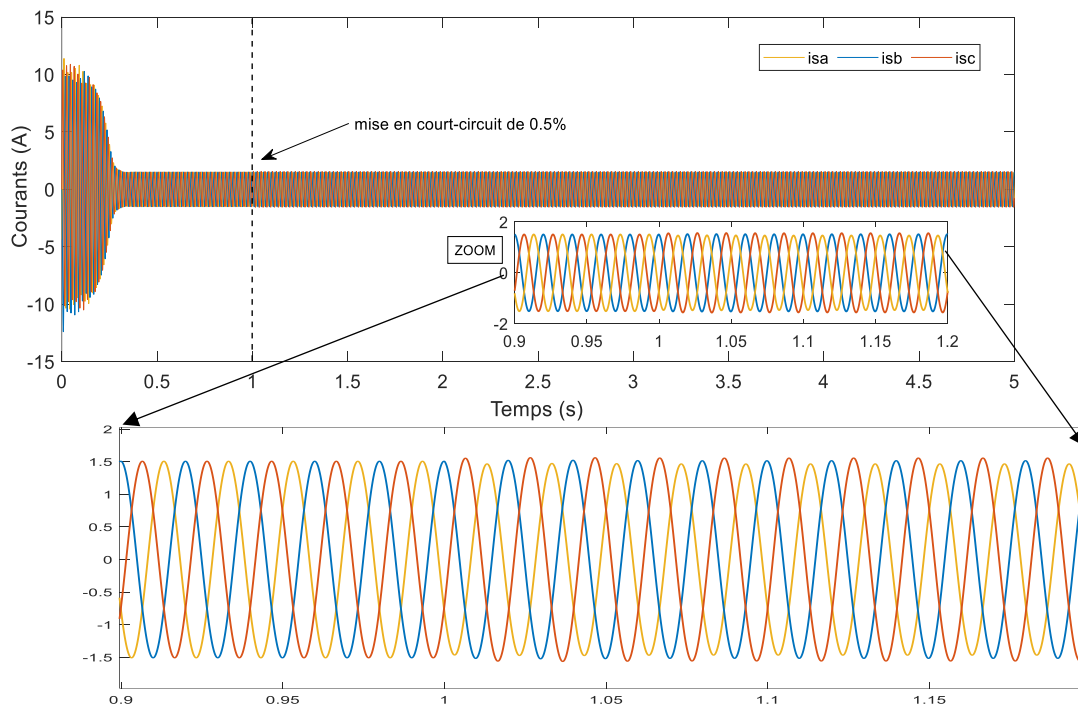 15
10
5
0
-5
-10
-15
Courants (A)
isa isb isc
mise en court-circuit de 0.5%
ZOOM
2
0
-2
0.9 0.95 1 1.05 1.1 1.15 1.2
0 0.5 1 1.5 2 2.5 3 3.5 4 4.5 5
Temps (s)
2
1.5
1
0.5
0
-0.5
-1
-1.5
0.9 0.95 1 1.05 1.1 1.15